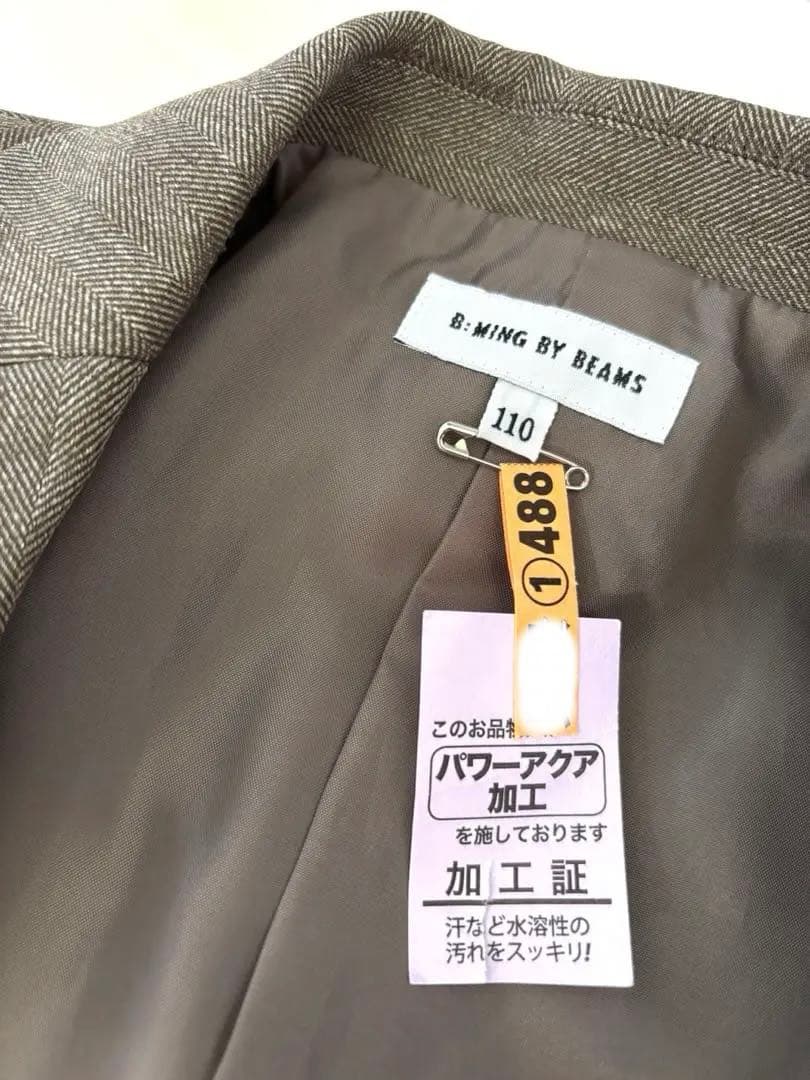 B:MING BY BEAMS
110
①488
このお品物
パワーアクア
加工
を施しております
加工証
汗など水溶性の
汚れをスッキリ!